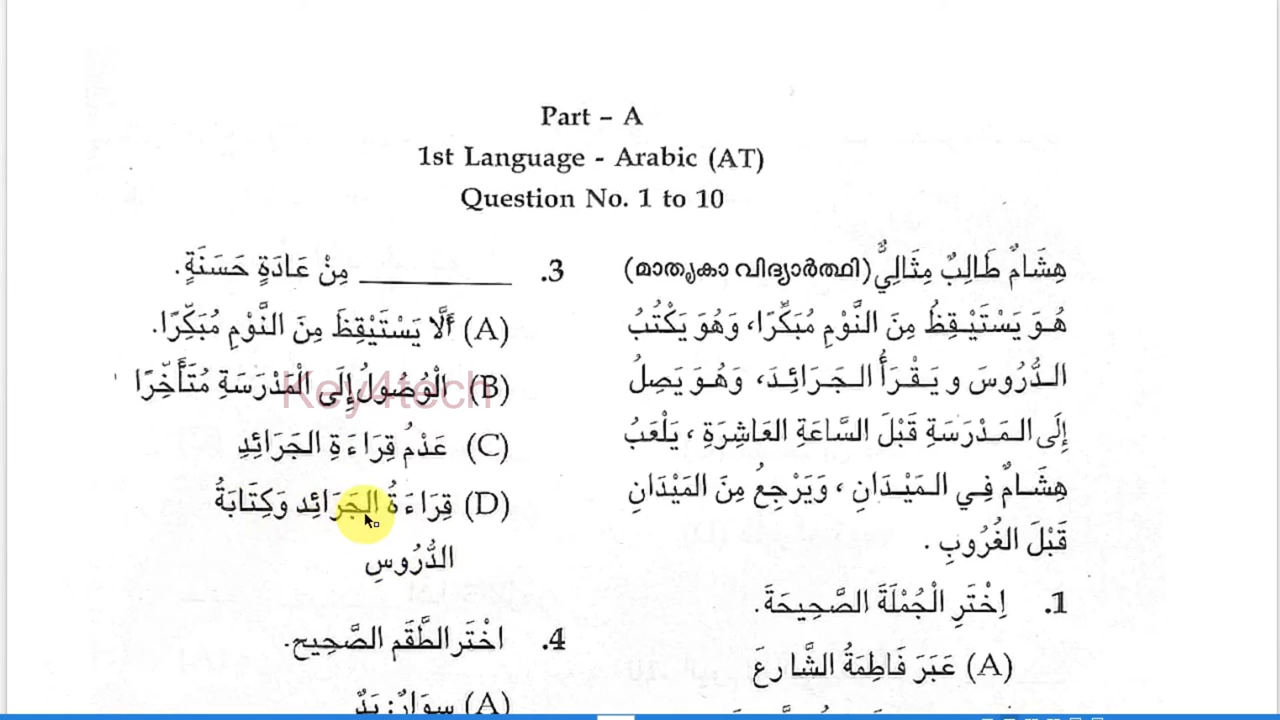 Part – A
1st Language - Arabic (AT)
Question No. 1 to 10
هِشَامٌ طَالِبٌ مِثَالِيٌّ (മാതൃകാ വിദ്യാർത്ഥി)
هُوَ يَسْتَيْقِظُ مِنَ النَّوْمِ مُبَكِّرًا، وَهُوَ يَكْتُبُ
الدُّرُوسَ و يَقْرَأُ الجَرَائِدَ، وَهُوَ يَصِلُ
إِلَى المَدْرَسَةِ قَبْلَ السَّاعَةِ العَاشِرَةِ ، يَلْعَبُ
هِشَامٌ فِي المَيْدَانِ ، وَيَرْجِعُ مِنَ المَيْدَانِ
قَبْلَ الغُرُوبِ .
1. اِخْتَرِ الْجُمْلَةَ الصَّحِيحَةَ.
(A) عَبَرَ فَاطِمَةُ الشَّارِعَ
3. __________ مِنْ عَادَةٍ حَسَنَةٍ.
(A) أَلَّا يَسْتَيْقِظَ مِنَ النَّوْمِ مُبَكِّرًا.
(B) الْوُصُولُ إِلَى الْمَدْرَسَةِ مُتَأَخِّرًا
(C) عَدْمُ قِرَاءَةِ الجَرَائِدِ
(D) قِرَاءَةُ الجَرَائِد وَكِتَابَةُ
الدُّرُوسِ
4. اخْتَر الطَّقَم الصَّحِيح.
(A) سِوَارٌ: يَدٌ
Key4tech